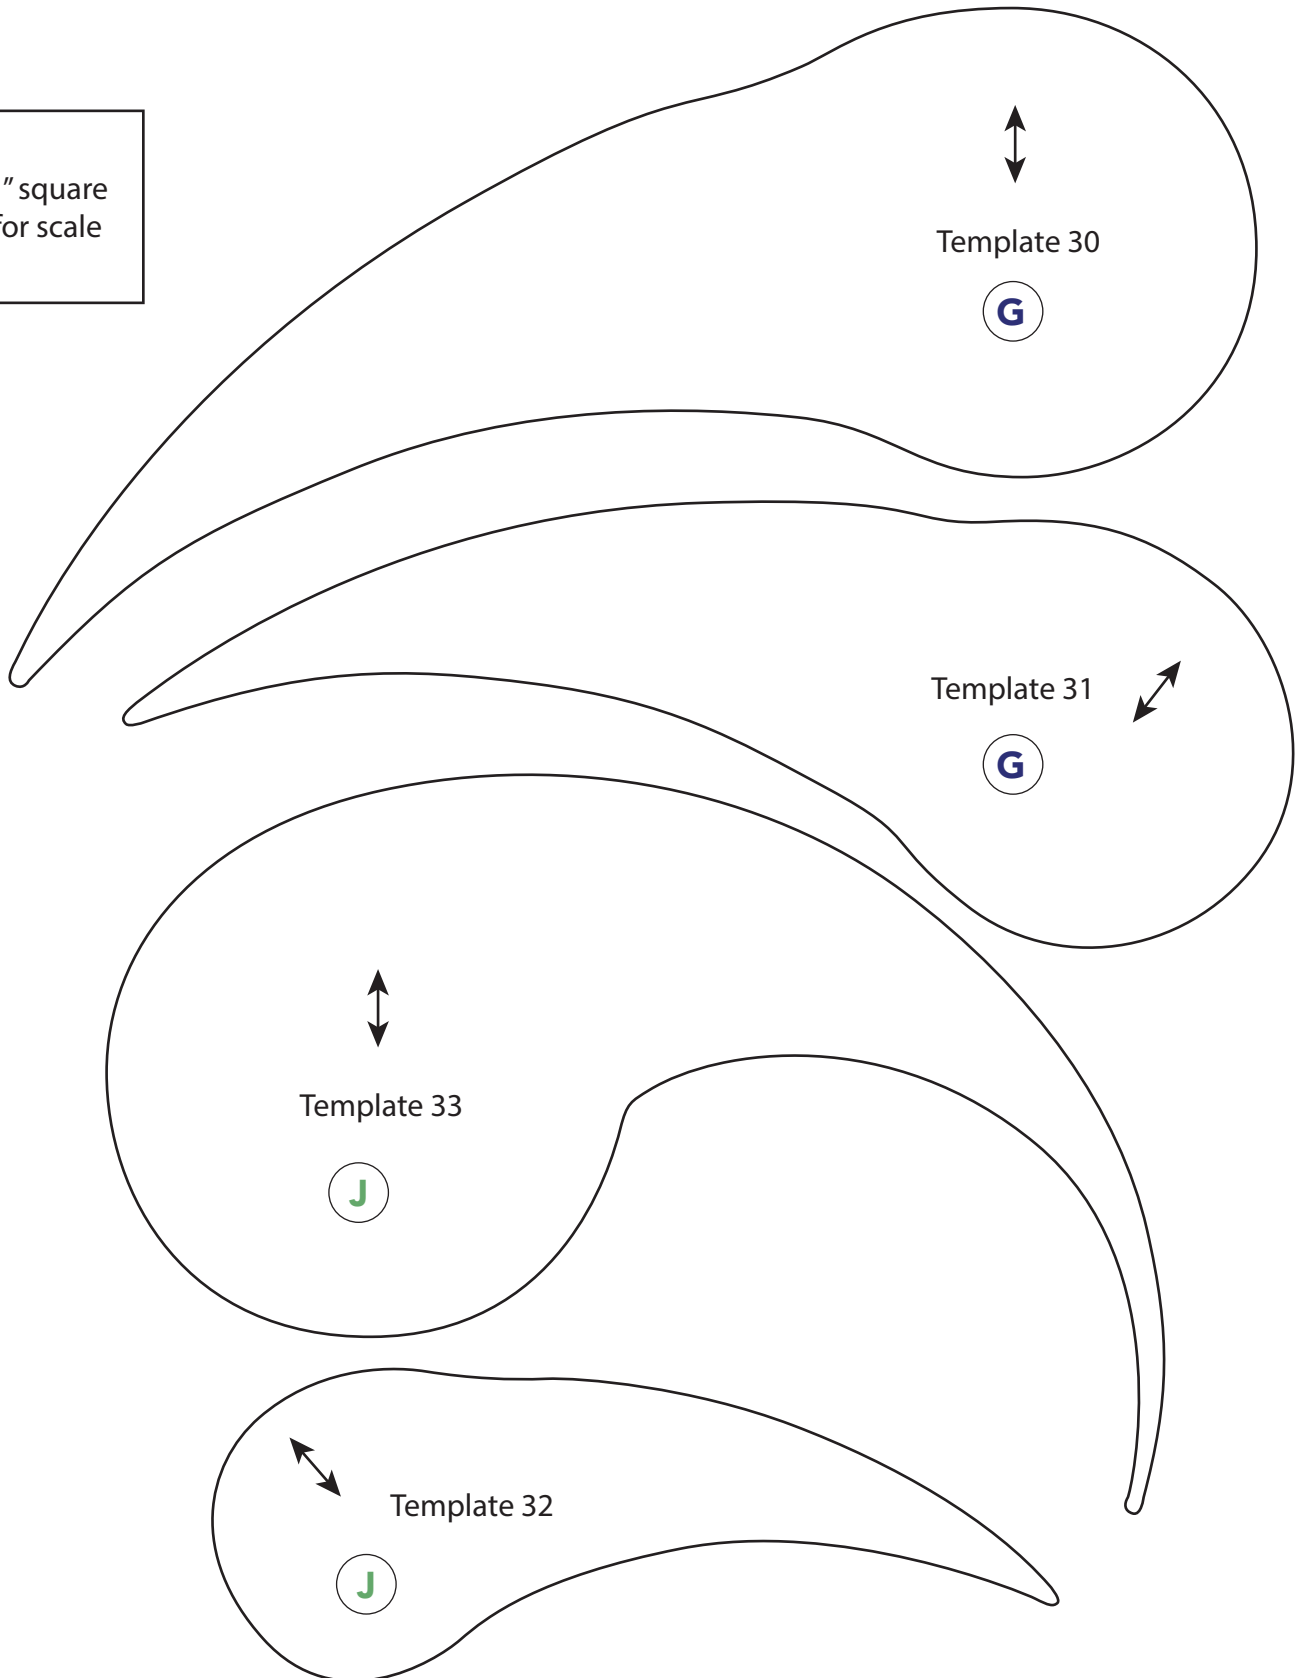 " square
for scale
Template 30
G
Template 31
G
Template 33
J
Template 32
J